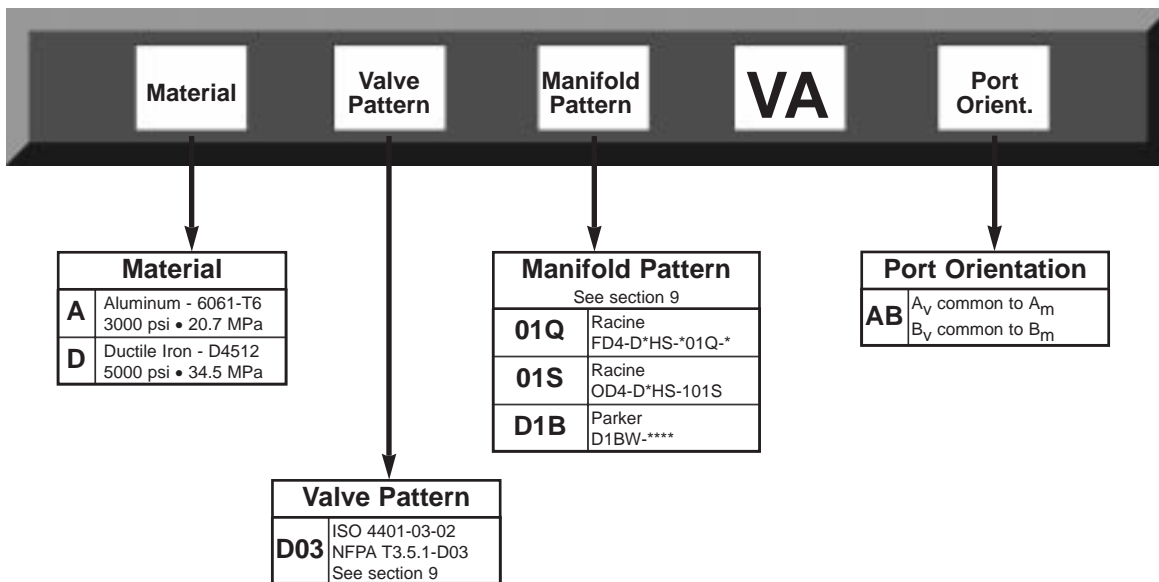 Material
Valve
Pattern
Manifold
Pattern
VA
Port
Orient.
Material
A
Aluminum - 6061-T6
3000 psi • 20.7 MPa
D
Ductile Iron - D4512
5000 psi • 34.5 MPa
Manifold Pattern
See section 9
01Q
Racine
FD4-D*HS-*01Q-*
01S
Racine
OD4-D*HS-101S
D1B
Parker
D1BW-****
Port Orientation
AB
Av common to Am
Bv common to Bm
Valve Pattern
D03
ISO 4401-03-02
NFPA T3.5.1-D03
See section 9